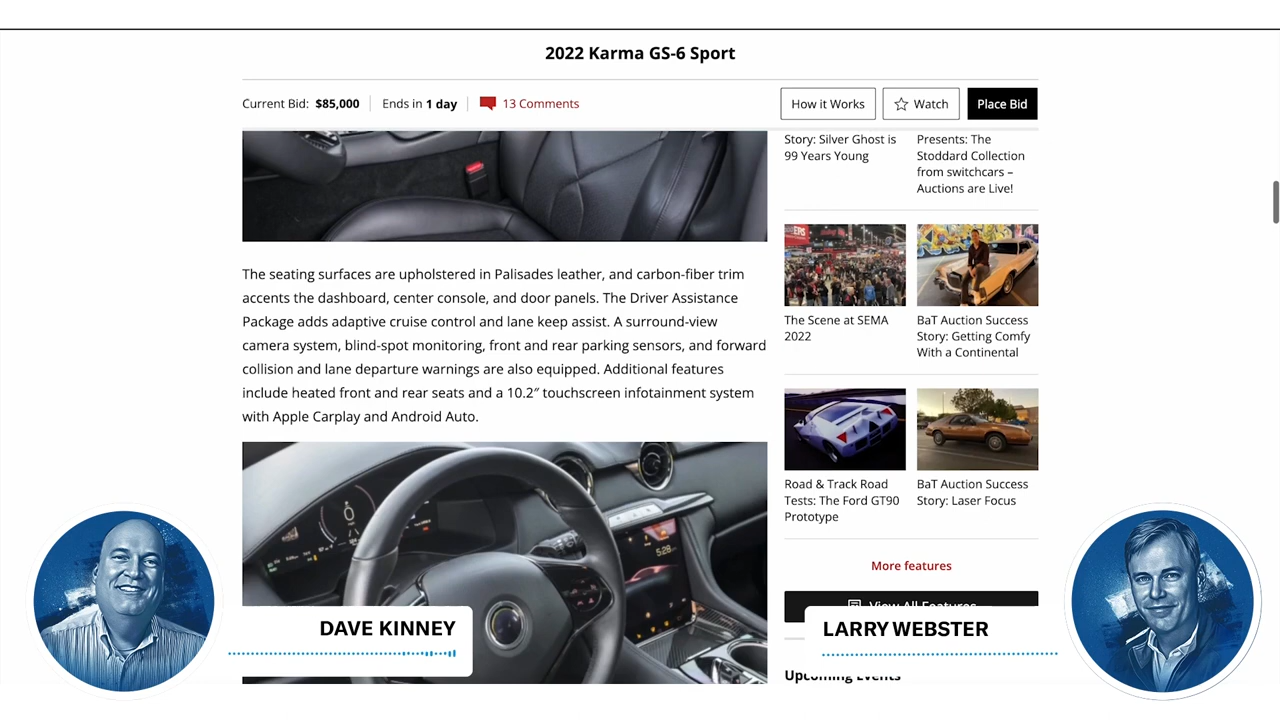 2022 Karma GS-6 Sport
Current Bid: $85,000
Ends in 1 day
13 Comments
How it Works
Watch
Place Bid
The seating surfaces are upholstered in Palisades leather, and carbon-fiber trim
accents the dashboard, center console, and door panels. The Driver Assistance
Package adds adaptive cruise control and lane keep assist. A surround-view
camera system, blind-spot monitoring, front and rear parking sensors, and forward
collision and lane departure warnings are also equipped. Additional features
include heated front and rear seats and a 10.2″ touchscreen infotainment system
with Apple Carplay and Android Auto.
Story: Silver Ghost is
99 Years Young
Presents: The
Stoddard Collection
from switchcars –
Auctions are Live!
The Scene at SEMA
2022
BaT Auction Success
Story: Getting Comfy
With a Continental
Road & Track Road
Tests: The Ford GT90
Prototype
BaT Auction Success
Story: Laser Focus
More features
View All Features
Upcoming Events
5:28
DAVE KINNEY
LARRY WEBSTER